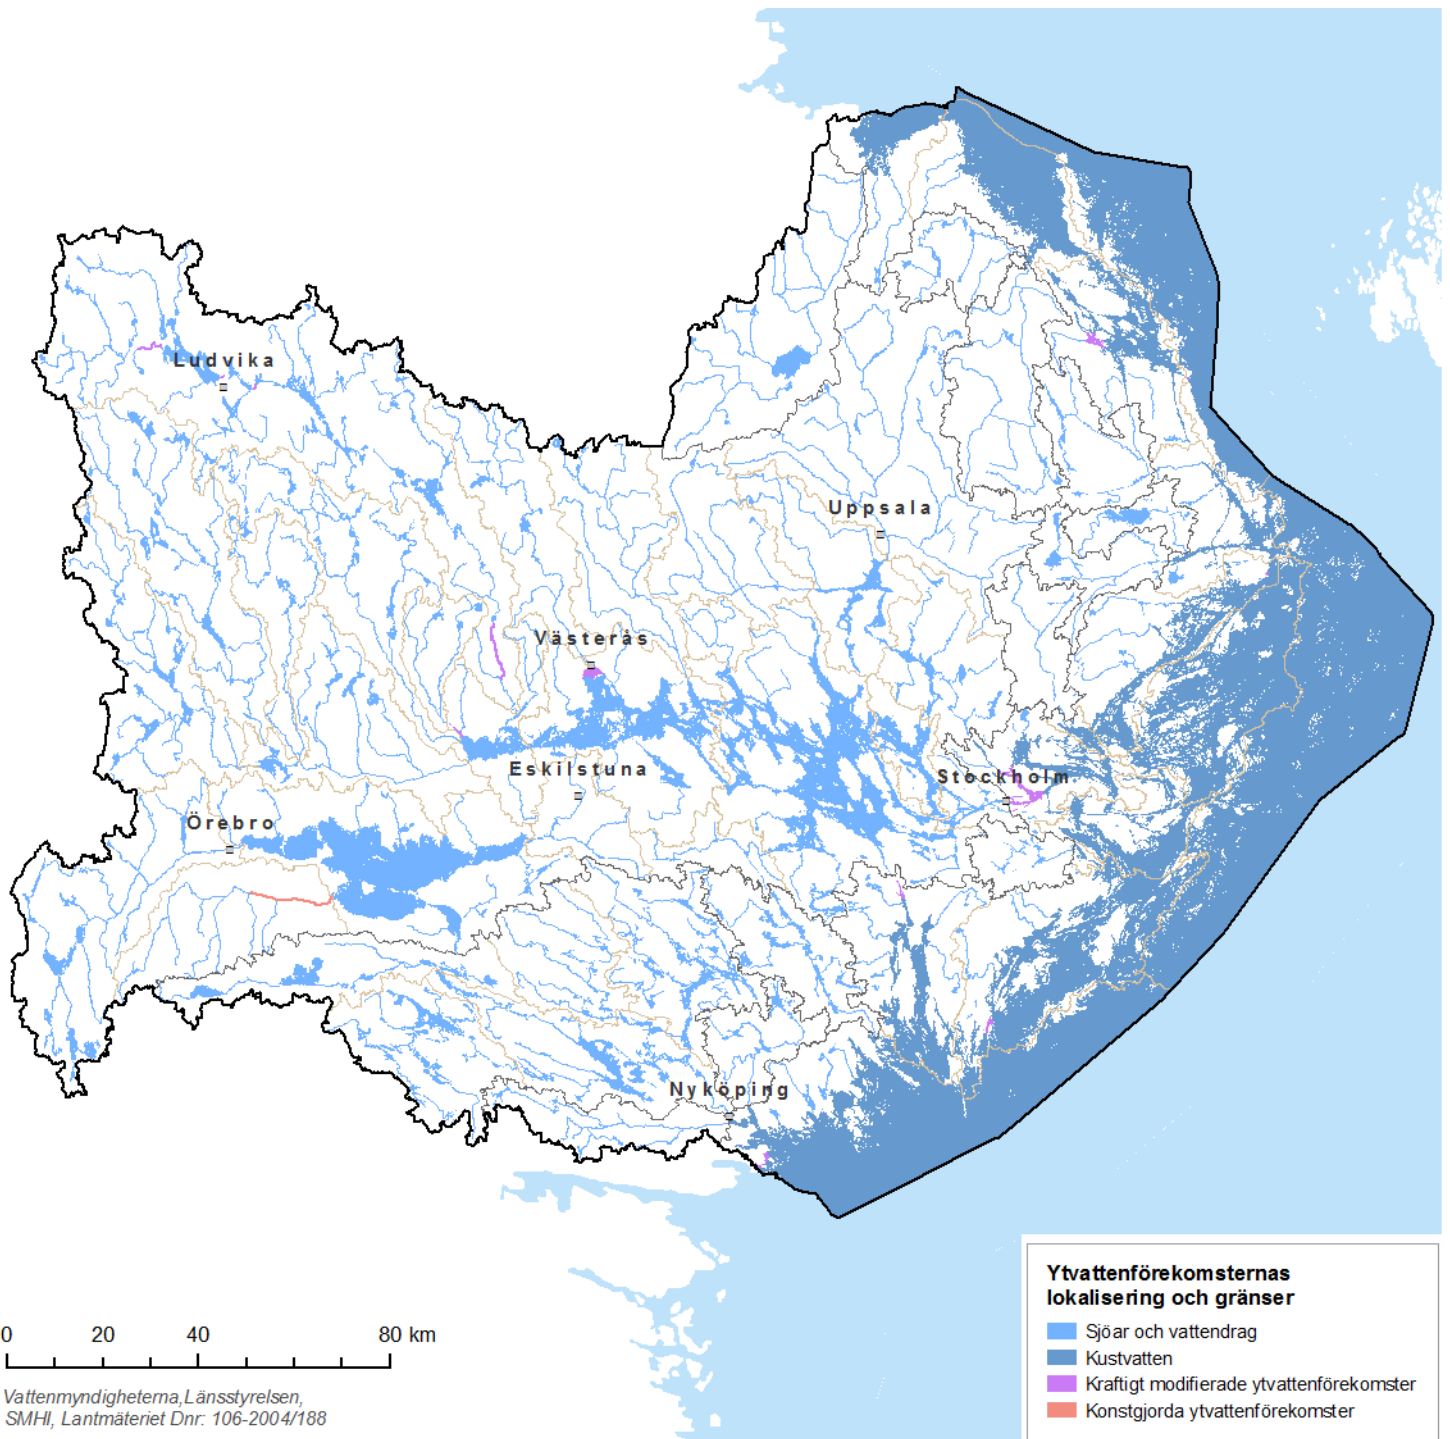 Ludvika
Uppsala
Västerås
Eskilstuna
Stockholm
Örebro
Nyköping
Ytvattenförekomsternas
lokalisering och gränser
Sjöar och vattendrag
Kustvatten
Kraftigt modifierade ytvattenförekomster
Konstgjorda ytvattenförekomster
0 20 40 80 km
Vattenmyndigheterna,Länsstyrelsen,
SMHI, Lantmäteriet Dnr: 106-2004/188